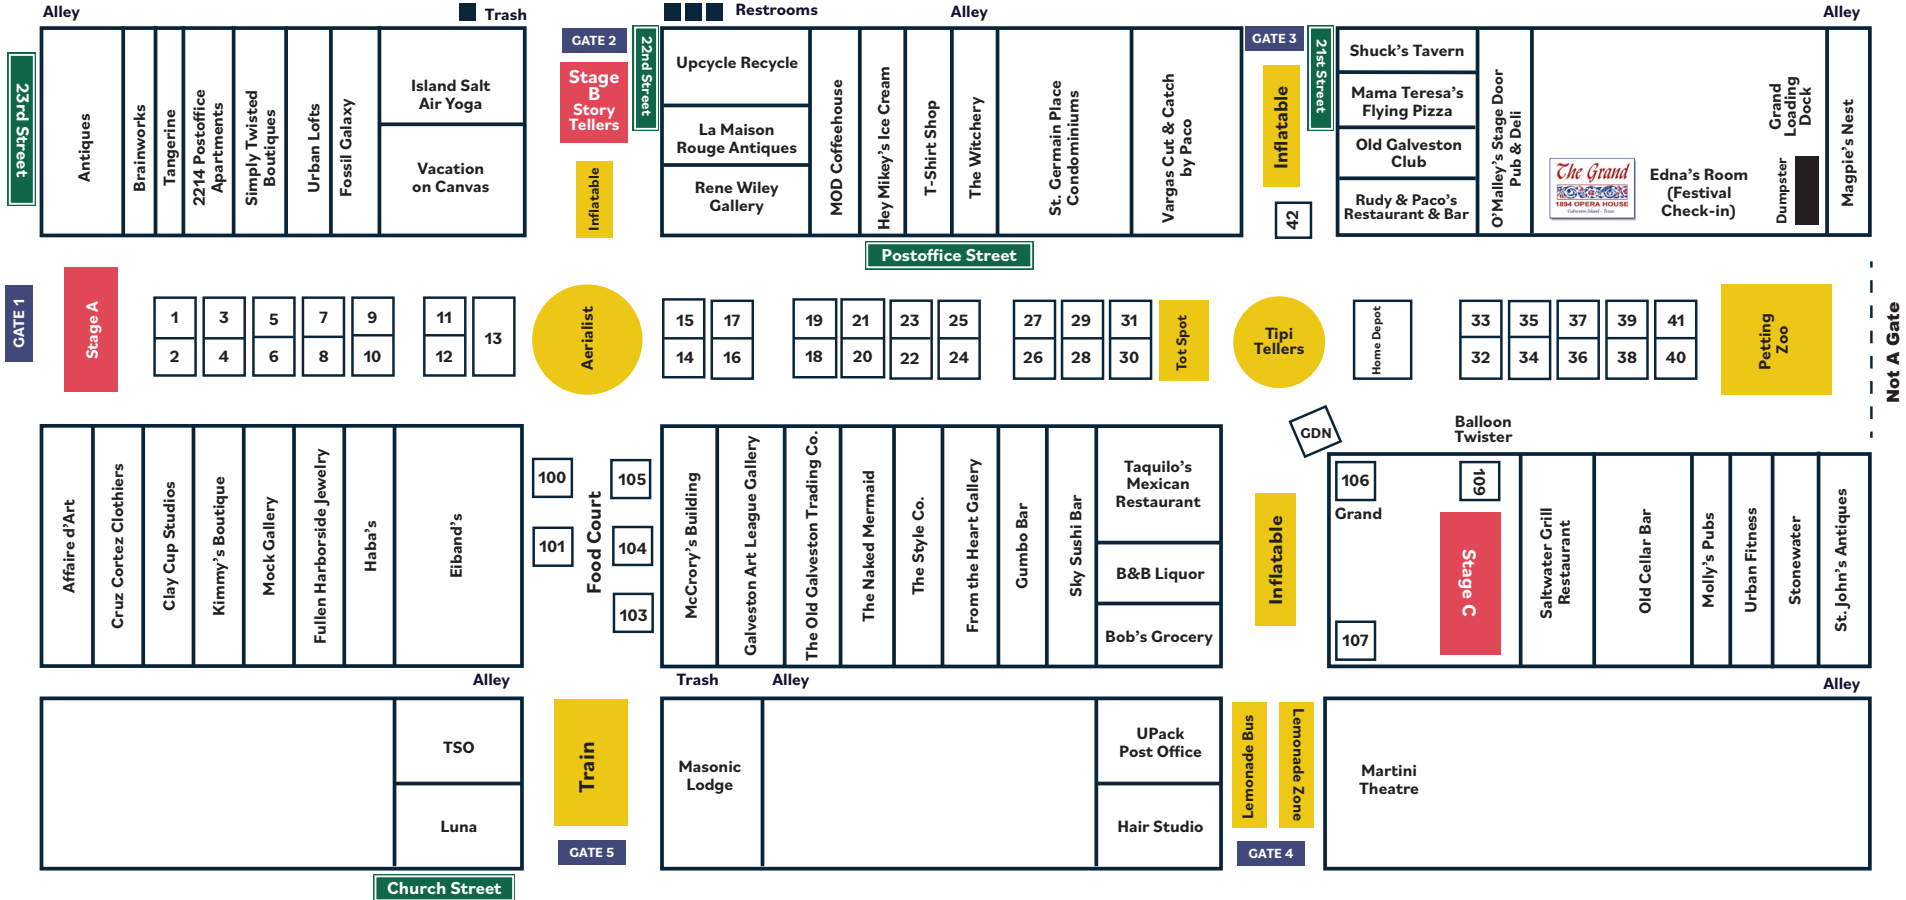 Alley
Trash
Restrooms
Alley
Alley
23rd Street
Antiques
Brainworks
Tangerine
2214 Postoffice
Apartments
Simply Twisted
Boutiques
Urban Lofts
Fossil Galaxy
Island Salt
Air Yoga
Vacation
on Canvas
GATE 2
Stage
B
Story
Tellers
Inflatable
22nd Street
Upcycle Recycle
La Maison
Rouge Antiques
Rene Wiley
Gallery
MOD Coffeehouse
Hey Mikey's Ice Cream
T-Shirt Shop
The Witchery
St. Germain Place
Condominiums
Vargas Cut & Catch
by Paco
GATE 3
Inflatable
42
21st Street
Shuck's Tavern
Mama Teresa's
Flying Pizza
Old Galveston
Club
Rudy & Paco's
Restaurant & Bar
O'Malley's Stage Door
Pub & Deli
The Grand
1894 OPERA HOUSE
Galveston Island - Texas
Edna's Room
(Festival
Check-in)
Grand
Loading
Dock
Dumpster
Magpie's Nest
Postoffice Street
GATE 1
Stage A
1
2
3
4
5
6
7
8
9
10
11
12
13
Aerialist
15
14
17
16
19
18
21
20
23
22
25
24
27
26
29
28
31
30
Tot Spot
Tipi
Tellers
Home Depot
33
32
35
34
37
36
39
38
41
40
Petting
Zoo
Not A Gate
Affaire d'Art
Cruz Cortez Clothiers
Clay Cup Studios
Kimmy's Boutique
Mock Gallery
Fullen Harborside Jewelry
Haba's
Eiband's
100
101
Food Court
105
104
103
McCrory's Building
Galveston Art League Gallery
The Old Galveston Trading Co.
The Naked Mermaid
The Style Co.
From the Heart Gallery
Gumbo Bar
Sky Sushi Bar
Taquilo's
Mexican
Restaurant
B&B Liquor
Bob's Grocery
Inflatable
GDN
Balloon
Twister
106
Grand
107
109
Stage C
Saltwater Grill
Restaurant
Old Cellar Bar
Molly's Pubs
Urban Fitness
Stonewater
St. John's Antiques
Alley
Trash
Alley
Alley
TSO
Luna
Train
GATE 5
Masonic
Lodge
UPack
Post Office
Hair Studio
Lemonade Bus
Lemonade Zone
GATE 4
Martini
Theatre
Church Street